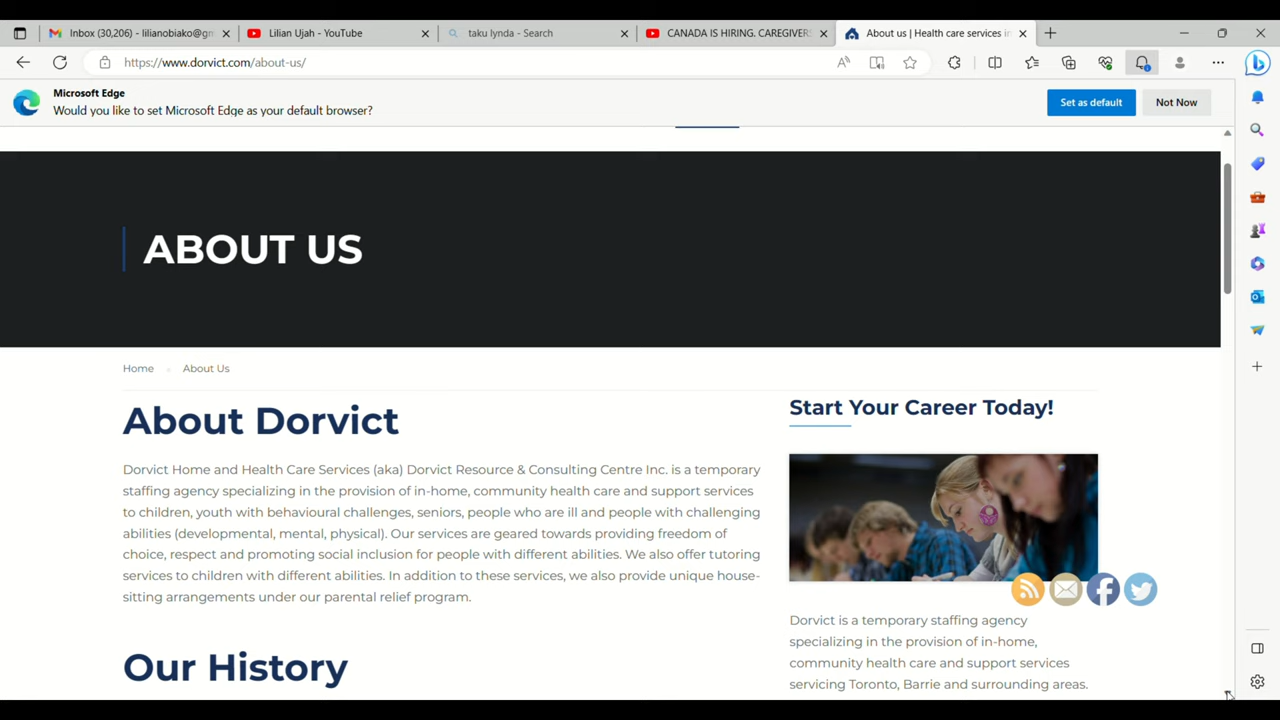 Inbox (30,206) - lilianobiako@gm
Lilian Ujah - YouTube
taku lynda - Search
CANADA IS HIRING. CAREGIVERS
About us | Health care services in
https://www.dorvict.com/about-us/
Microsoft Edge
Would you like to set Microsoft Edge as your default browser?
Set as default
Not Now
ABOUT US
Home
About Us
About Dorvict
Dorvict Home and Health Care Services (aka) Dorvict Resource & Consulting Centre Inc. is a temporary
staffing agency specializing in the provision of in-home, community health care and support services
to children, youth with behavioural challenges, seniors, people who are ill and people with challenging
abilities (developmental, mental, physical). Our services are geared towards providing freedom of
choice, respect and promoting social inclusion for people with different abilities. We also offer tutoring
services to children with different abilities. In addition to these services, we also provide unique house-
sitting arrangements under our parental relief program.
Our History
Start Your Career Today!
Dorvict is a temporary staffing agency
specializing in the provision of in-home,
community health care and support services
servicing Toronto, Barrie and surrounding areas.